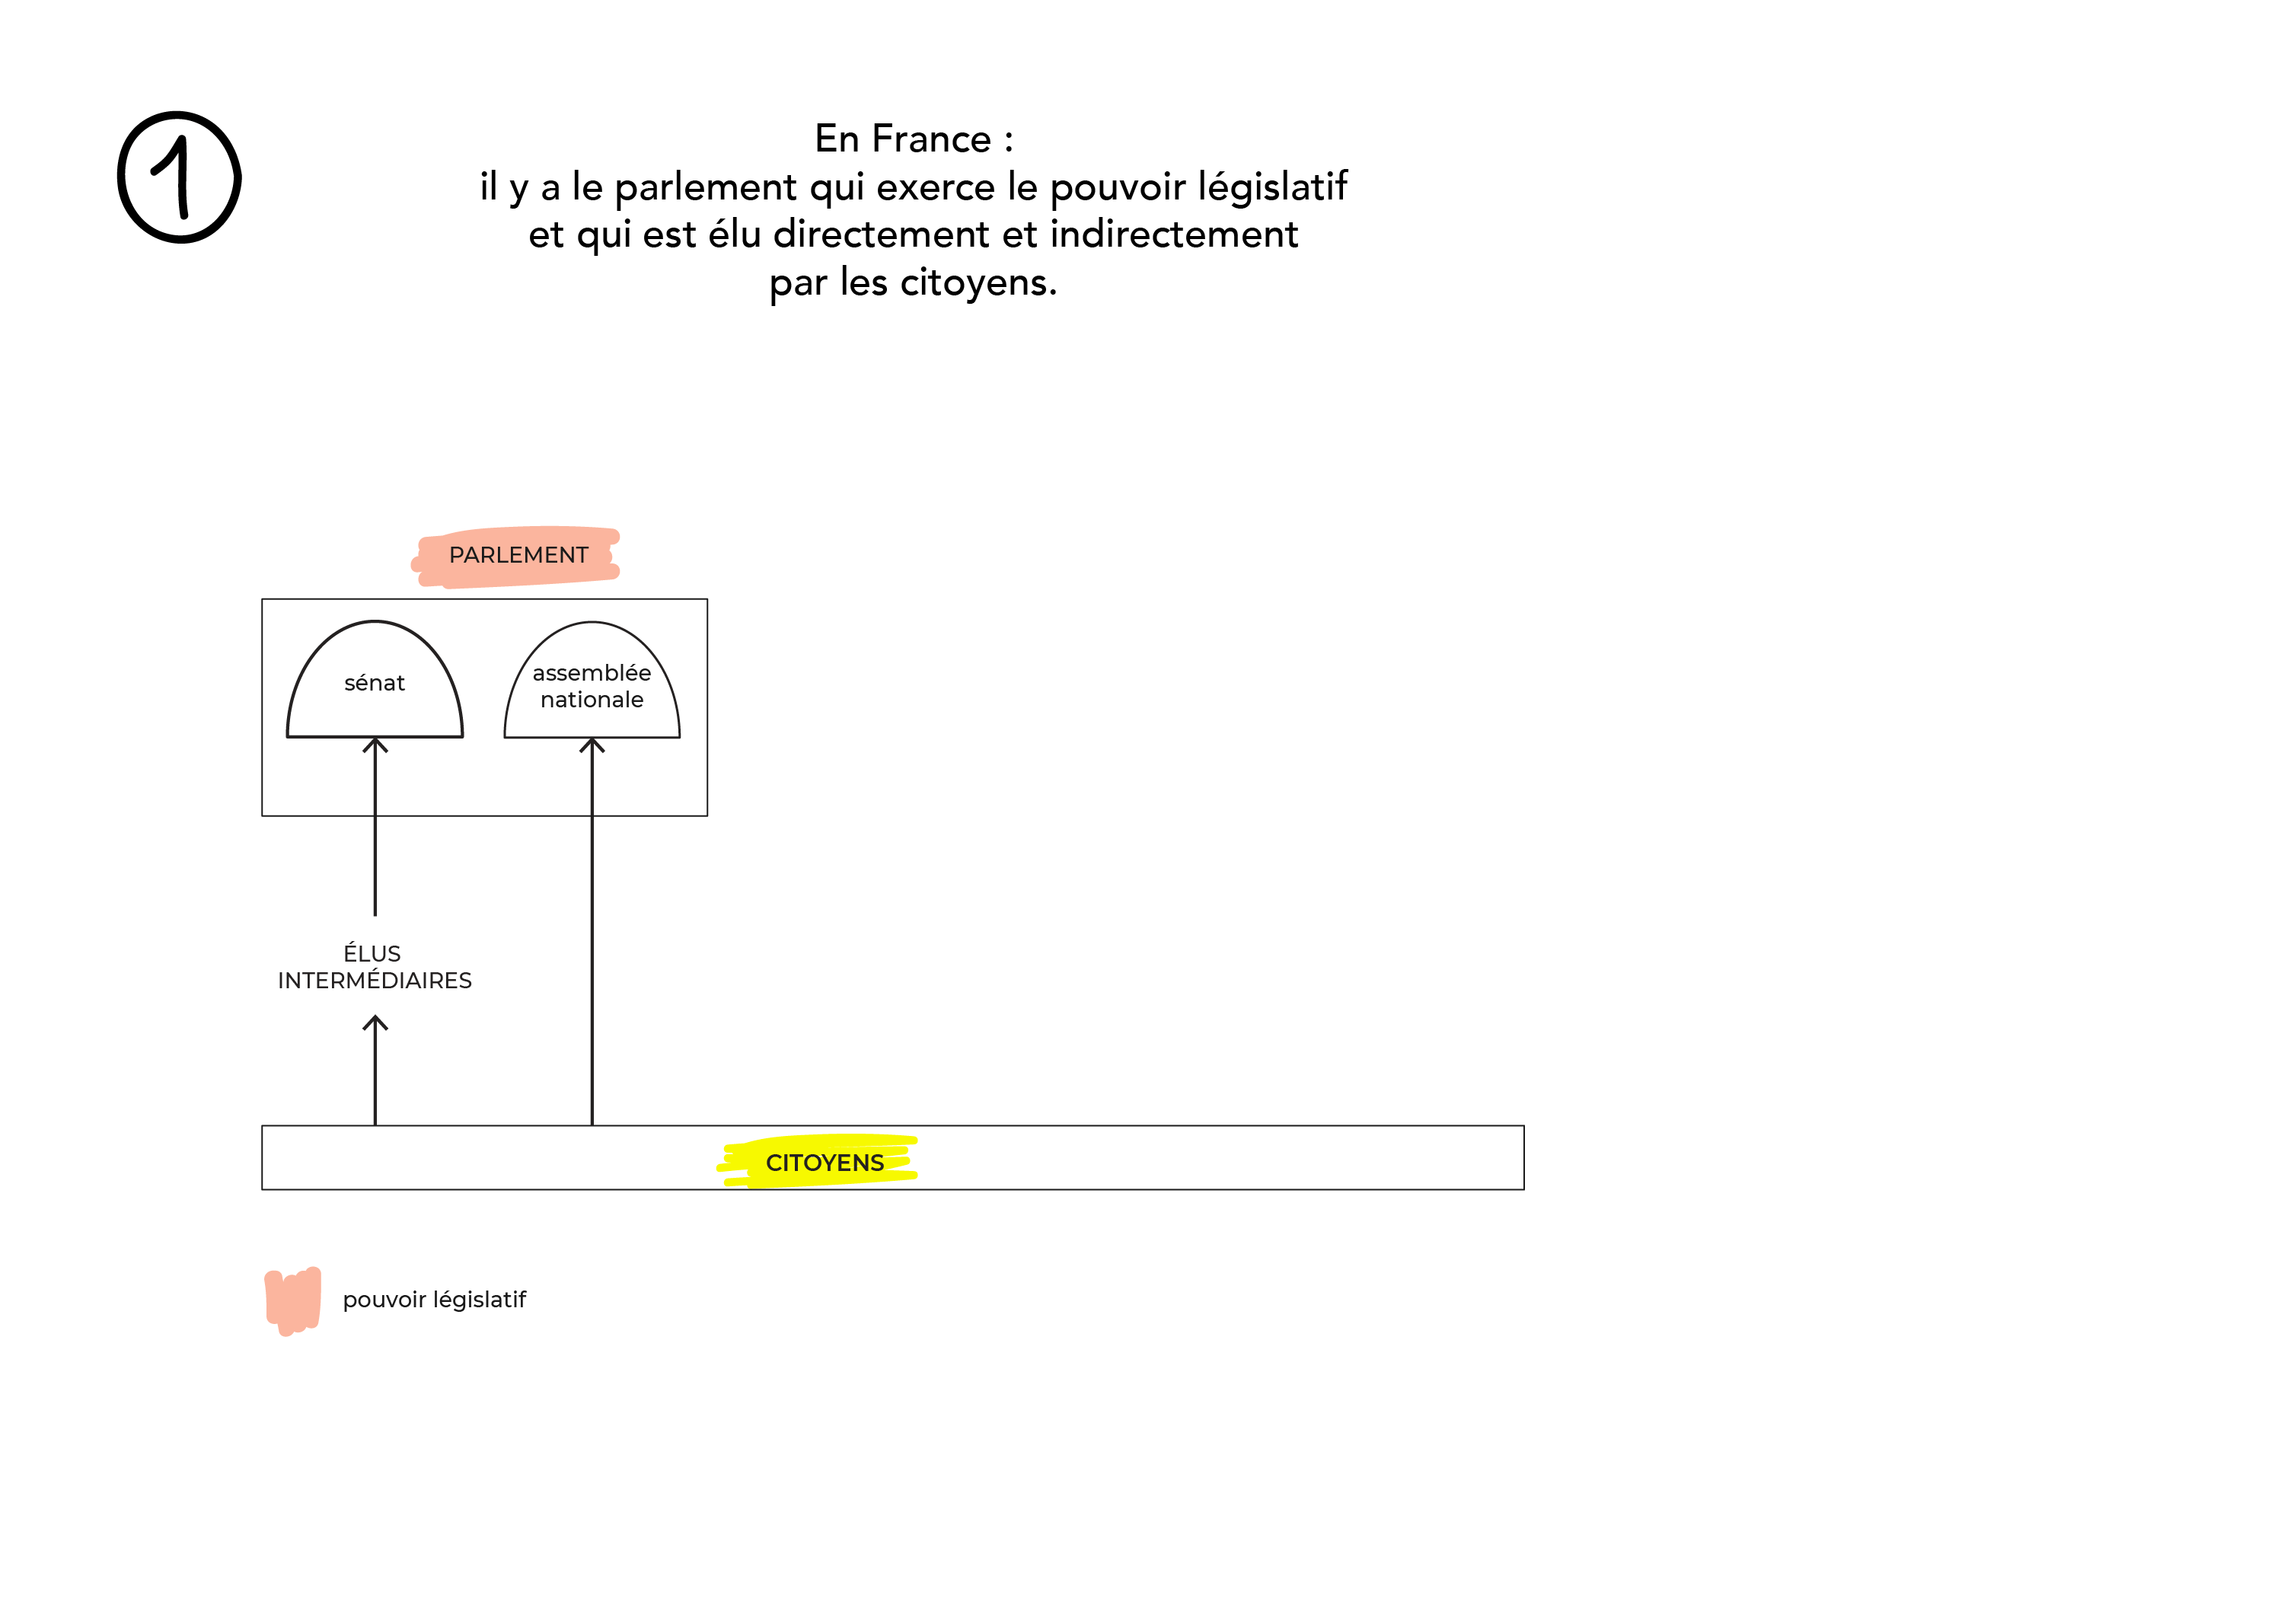 1
En France :
il y a le parlement qui exerce le pouvoir législatif
et qui est élu directement et indirectement
par les citoyens.
PARLEMENT
sénat
assemblée
nationale
ÉLUS
INTERMÉDIAIRES
CITOYENS
pouvoir législatif